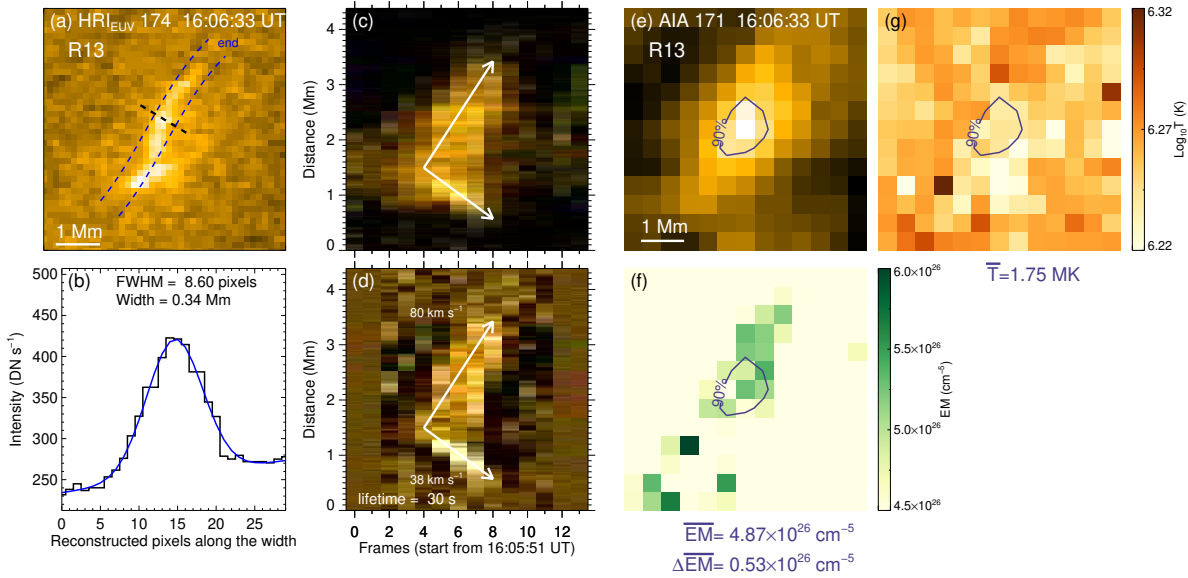 (a) HRI_EUV 174 16:06:33 UT
R13
end
1 Mm
(b)
FWHM = 8.60 pixels
Width = 0.34 Mm
Intensity (DN s⁻¹)
500
450
400
350
300
250
0 5 10 15 20 25
Reconstructed pixels along the width
(c)
Distance (Mm)
4
3
2
1
0
(d)
80 km s⁻¹
38 km s⁻¹
lifetime = 30 s
Distance (Mm)
4
3
2
1
0
0 2 4 6 8 10 12
Frames (start from 16:05:51 UT)
(e) AIA 171 16:06:33 UT
R13
90%
1 Mm
(f)
90%
6.0×10²⁶
5.5×10²⁶
5.0×10²⁶
4.5×10²⁶
EM (cm⁻⁵)
E̅M̅= 4.87×10²⁶ cm⁻⁵
ΔE̅M̅= 0.53×10²⁶ cm⁻⁵
(g)
90%
6.32
6.27
6.22
Log₁₀T (K)
T̅=1.75 MK